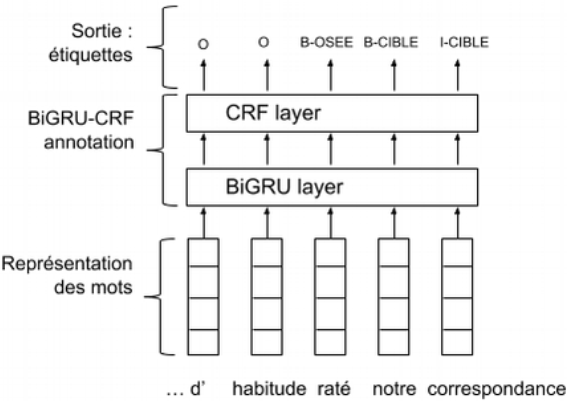 Sortie :
étiquettes
O O B-OSEE B-CIBLE I-CIBLE
BiGRU-CRF
annotation
CRF layer
BiGRU layer
Représentation
des mots
... d' habitude raté notre correspondance